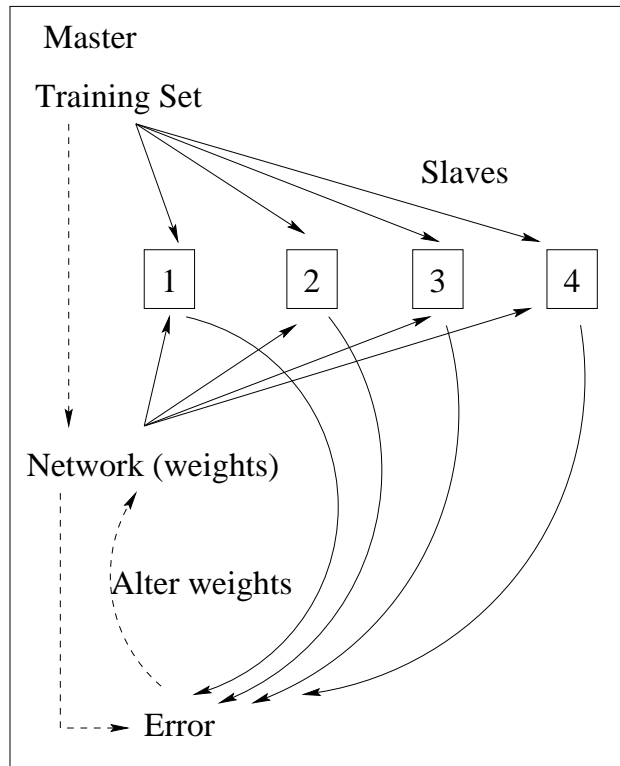 Master
Training Set
Slaves
1 2 3 4
Network (weights)
Alter weights
Error